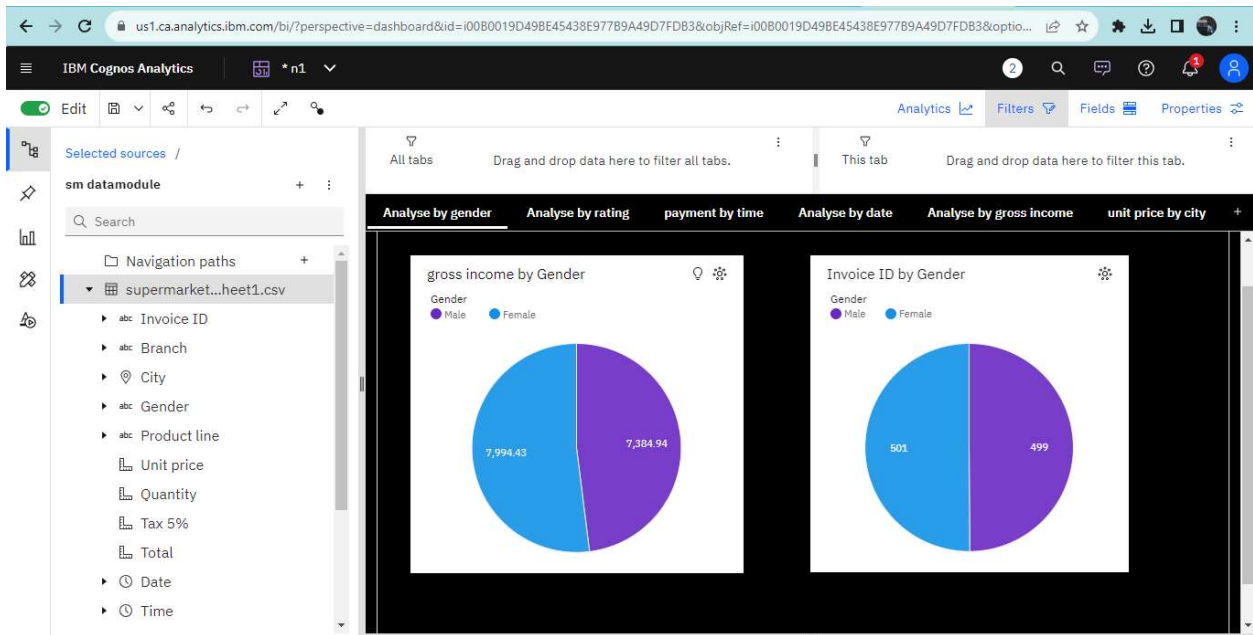 us1.ca.analytics.ibm.com/bi/?perspective=dashboard&id=i00B0019D49BE45438E977B9A49D7FDB3&objRef=i00B0019D49BE45438E977B9A49D7FDB3&optio...
IBM Cognos Analytics
* n1
2
1
Edit
Analytics
Filters
Fields
Properties
Selected sources /
sm datamodule
Search
Navigation paths
supermarket...heet1.csv
abc Invoice ID
abc Branch
City
abc Gender
abc Product line
Unit price
Quantity
Tax 5%
Total
Date
Time
All tabs
Drag and drop data here to filter all tabs.
This tab
Drag and drop data here to filter this tab.
Analyse by gender
Analyse by rating
payment by time
Analyse by date
Analyse by gross income
unit price by city
gross income by Gender
Gender
Male Female
7,994.43
7,384.94
Invoice ID by Gender
Gender
Male Female
501
499